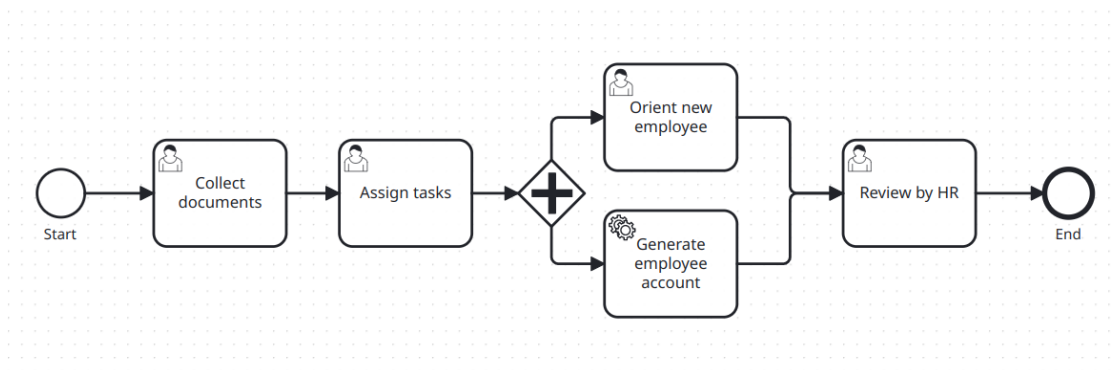 Start
Collect
documents
Assign tasks
Orient new
employee
Generate
employee
account
Review by HR
End